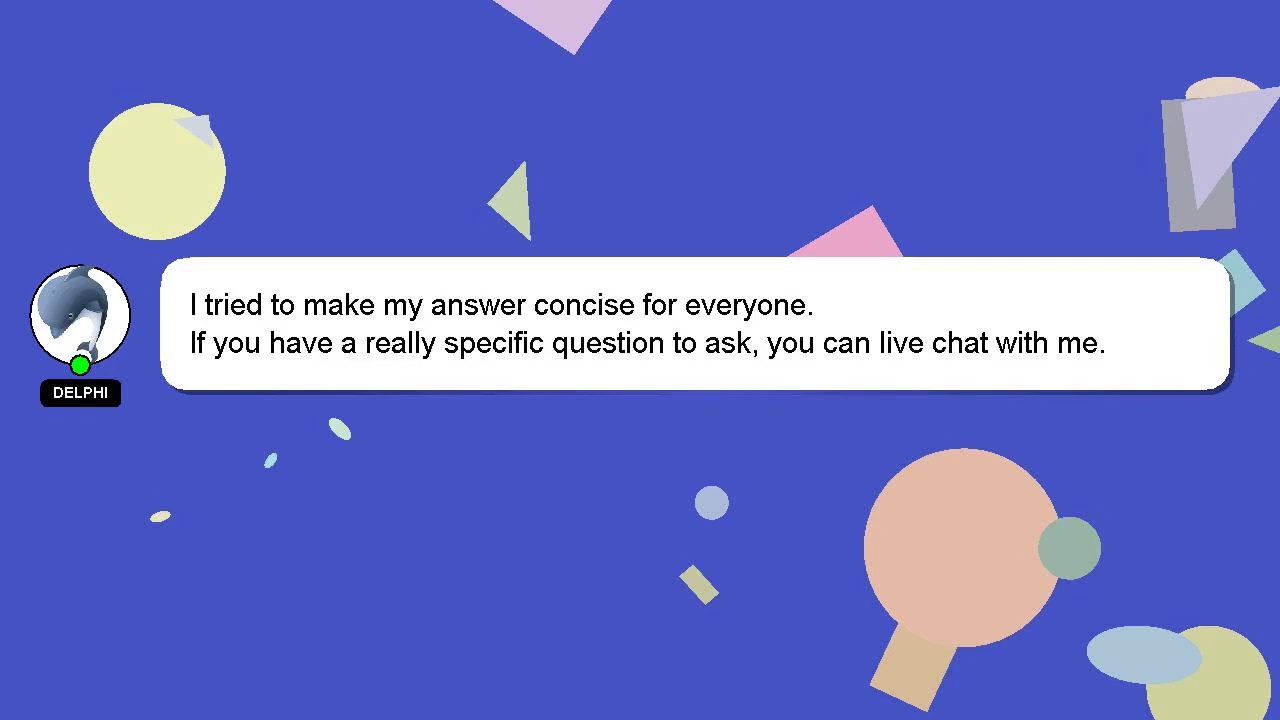 I tried to make my answer concise for everyone.
If you have a really specific question to ask, you can live chat with me.
DELPHI